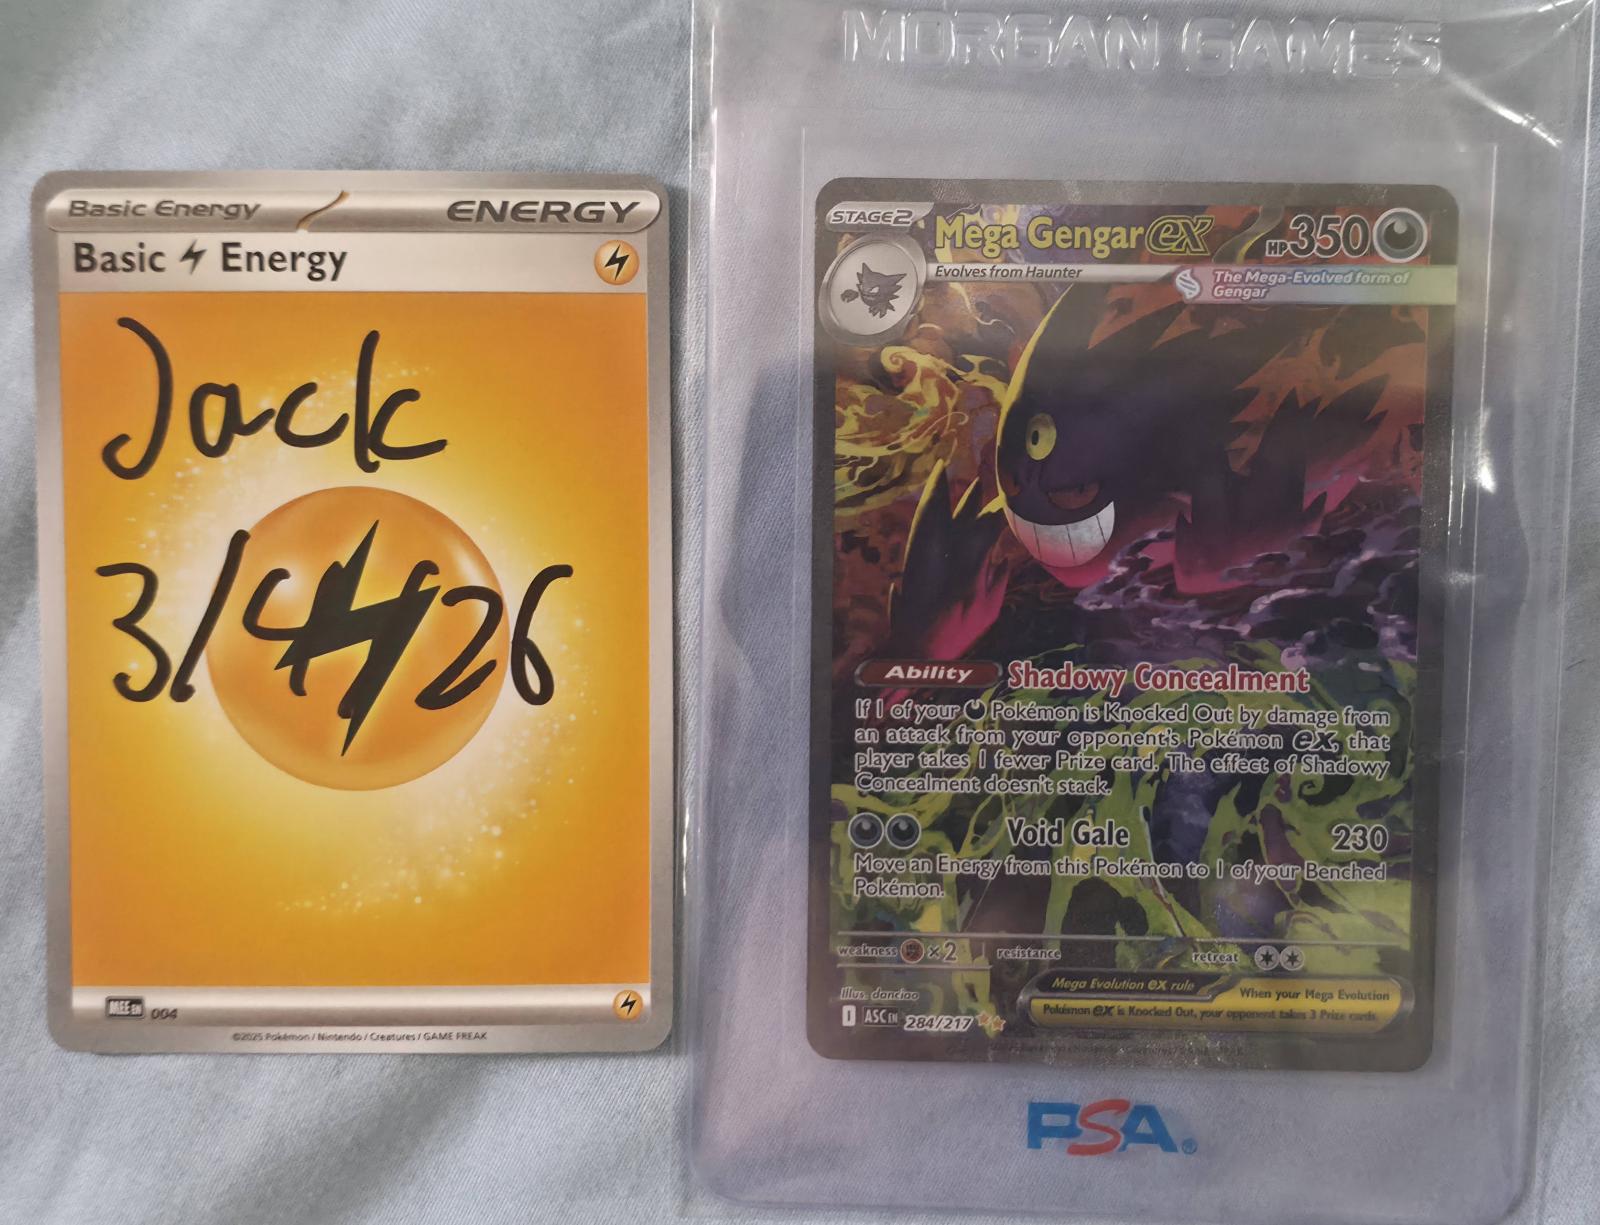 Basic Energy ENERGY
Basic Energy
Jack
3/4/26
MEE EN 004
©2025 Pokémon / Nintendo / Creatures / GAME FREAK
MORGAN GAMES
STAGE2 Mega Gengar ex HP350
Evolves from Haunter
The Mega-Evolved form of
Gengar
Ability Shadowy Concealment
If 1 of your Pokémon is Knocked Out by damage from
an attack from your opponent's Pokémon ex, that
player takes 1 fewer Prize card. The effect of Shadowy
Concealment doesn't stack.
Void Gale 230
Move an Energy from this Pokémon to 1 of your Benched
Pokémon.
weakness ×2 resistance retreat
Illus. danciao
I ASC EN 284/217
Mega Evolution ex rule
When your Mega Evolution
Pokémon ex is Knocked Out, your opponent takes 3 Prize cards.
PSA®